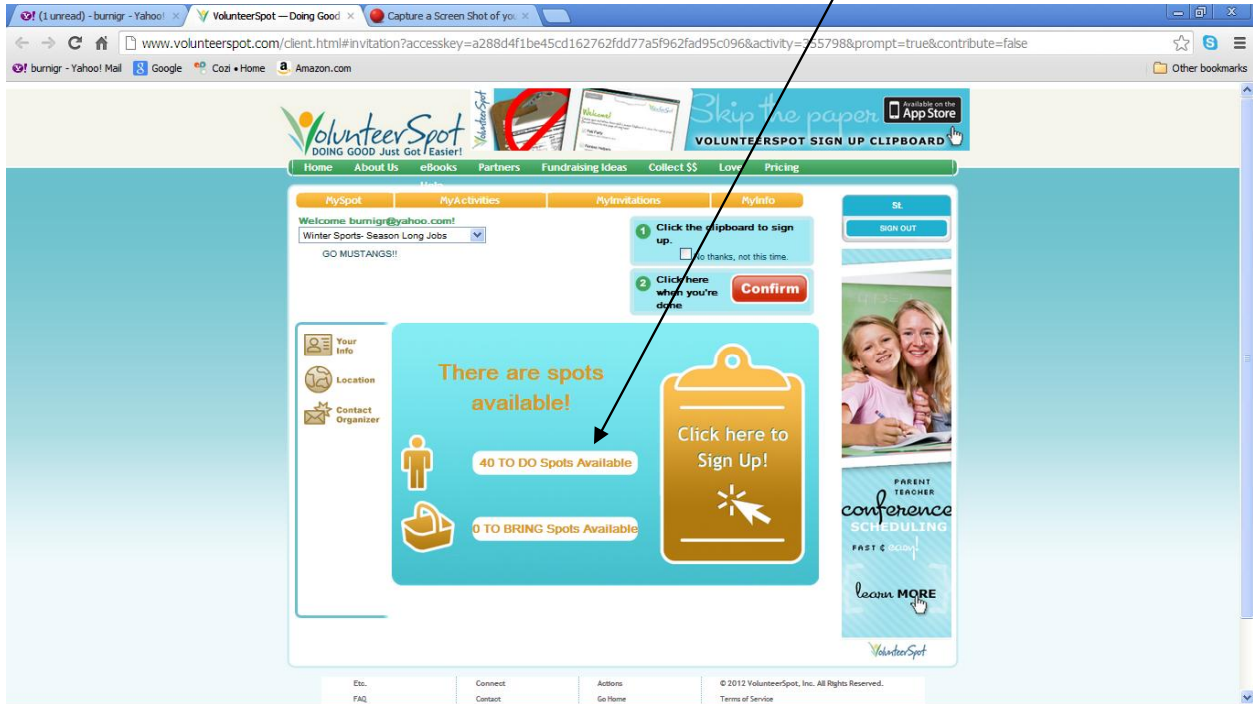 (1 unread) - burnigr - Yahoo!
VolunteerSpot — Doing Good
Capture a Screen Shot of you
www.volunteerspot.com/client.html#invitation?accesskey=a288d4f1be45cd162762fdd77a5f962fad95c096&activity=355798&prompt=true&contribute=false
burnigr - Yahoo! Mail
Google
Cozi • Home
Amazon.com
Other bookmarks
VolunteerSpot
DOING GOOD Just Got Easier!
VolunteerSpot
Welcome!
Skip the paper
Available on the
App Store
VOLUNTEERSPOT SIGN UP CLIPBOARD
Home About Us eBooks Partners Fundraising Ideas Collect $$ Love Pricing
MySpot MyActivities MyInvitations MyInfo
Welcome burnigr@yahoo.com!
Winter Sports- Season Long Jobs
GO MUSTANGS!!
1 Click the clipboard to sign
up.
No thanks, not this time.
2 Click here
when you're
done
Confirm
St.
SIGN OUT
Your
Info
Location
Contact
Organizer
There are spots
available!
40 TO DO Spots Available
0 TO BRING Spots Available
Click here to
Sign Up!
PARENT
TEACHER
conference
SCHEDULING
FAST & easy!
learn MORE
VolunteerSpot
Etc. Connect Actions © 2012 VolunteerSpot, Inc. All Rights Reserved.
FAQ Contact Go Home Terms of Service